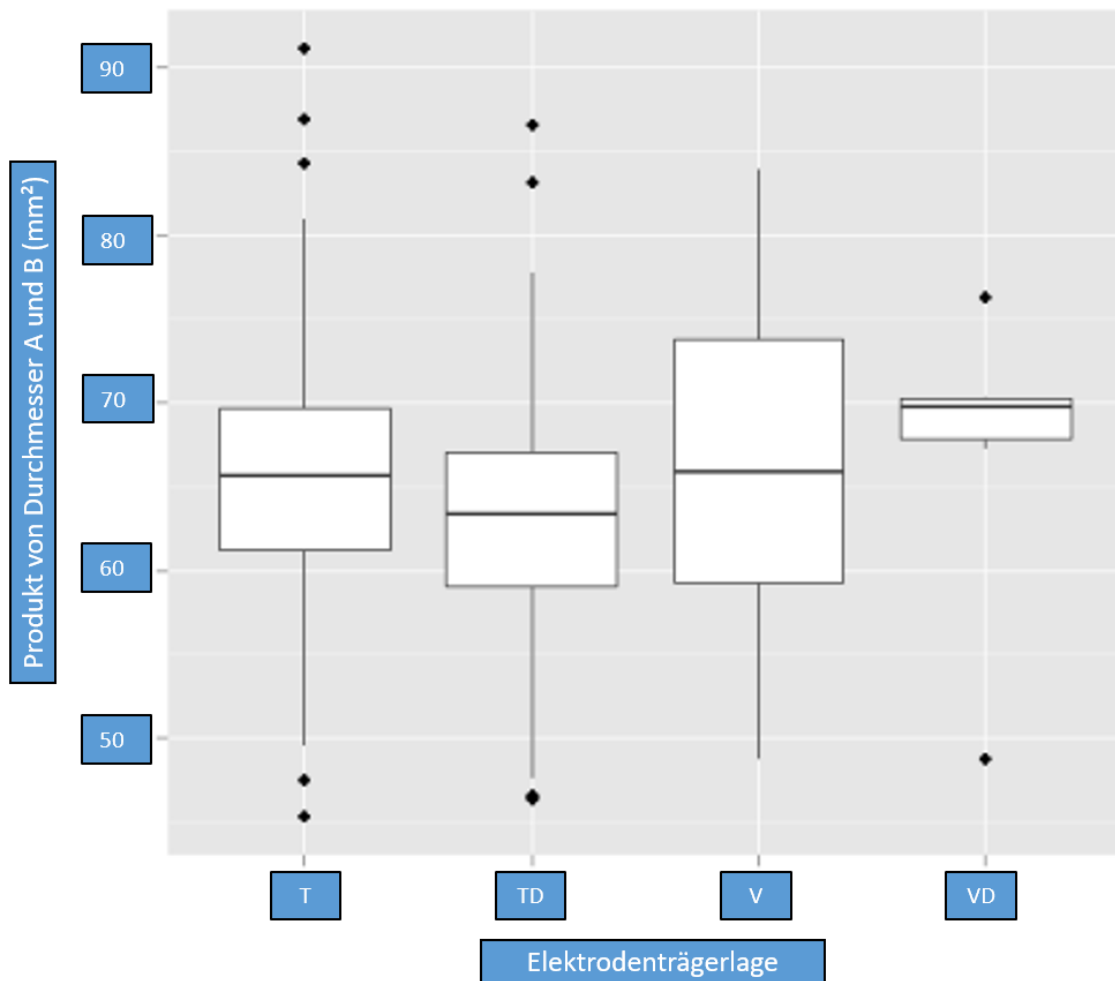 Produkt von Durchmesser A und B (mm²)
90
80
70
60
50
T
TD
V
VD
Elektrodenträgerlage